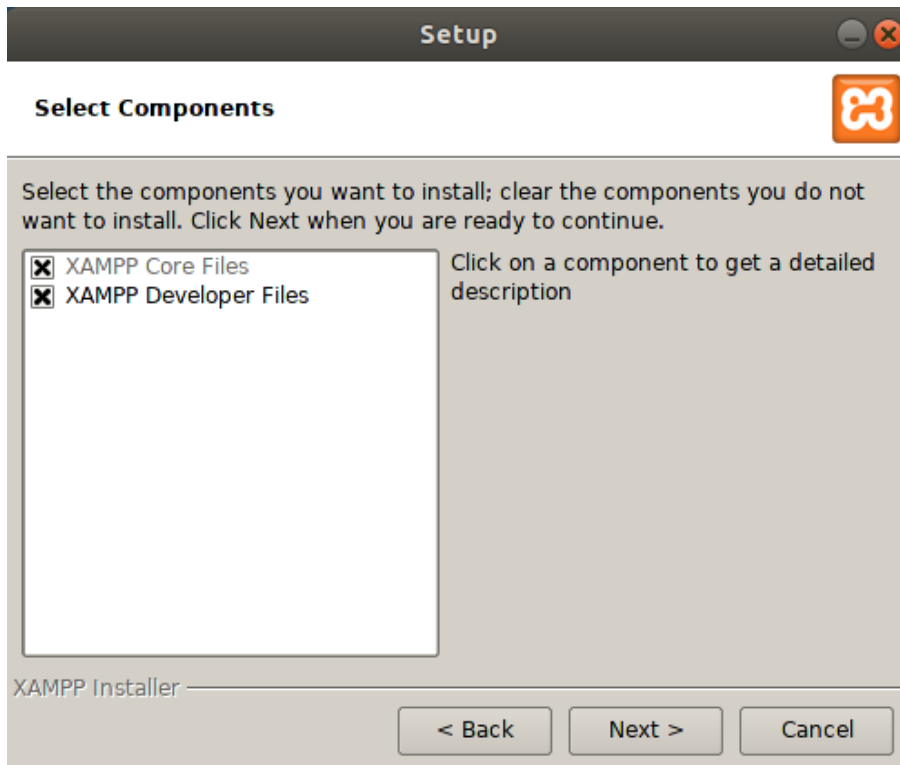 Setup
Select Components
Select the components you want to install; clear the components you do not
want to install. Click Next when you are ready to continue.
XAMPP Core Files
XAMPP Developer Files
Click on a component to get a detailed
description
XAMPP Installer
< Back
Next >
Cancel